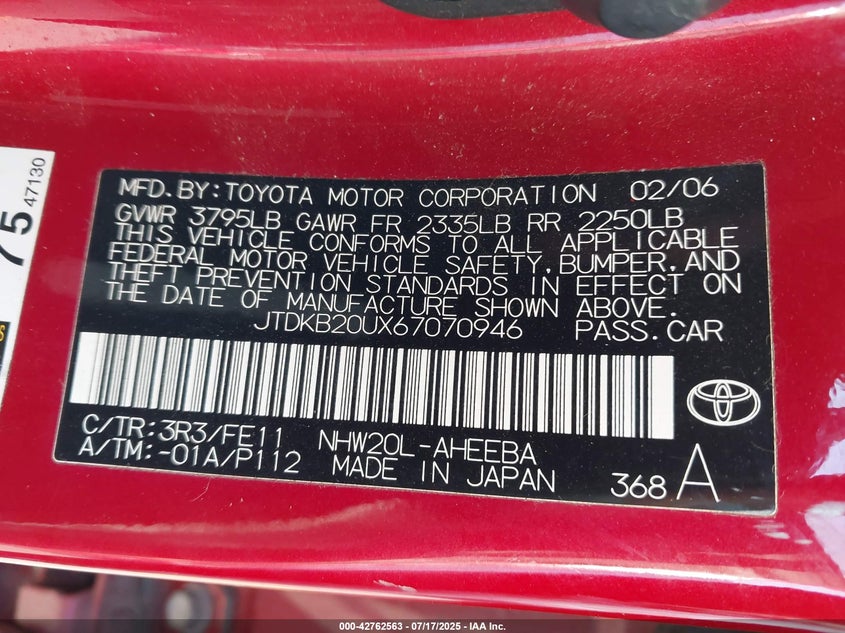 75
47130
MFD. BY: TOYOTA MOTOR CORPORATION 02/06
GVWR 3795LB GAWR FR 2335LB RR 2250LB
THIS VEHICLE CONFORMS TO ALL APPLICABLE
FEDERAL MOTOR VEHICLE SAFETY, BUMPER, AND
THEFT PREVENTION STANDARDS IN EFFECT ON
THE DATE OF MANUFACTURE SHOWN ABOVE.
JTDKB20UX67070946 PASS. CAR
C/TR: 3R3/FE11 NHW20L-AHEEBA
A/TM: -01A/P112 MADE IN JAPAN
368 A
000-42762563 - 07/17/2025 - IAA Inc.